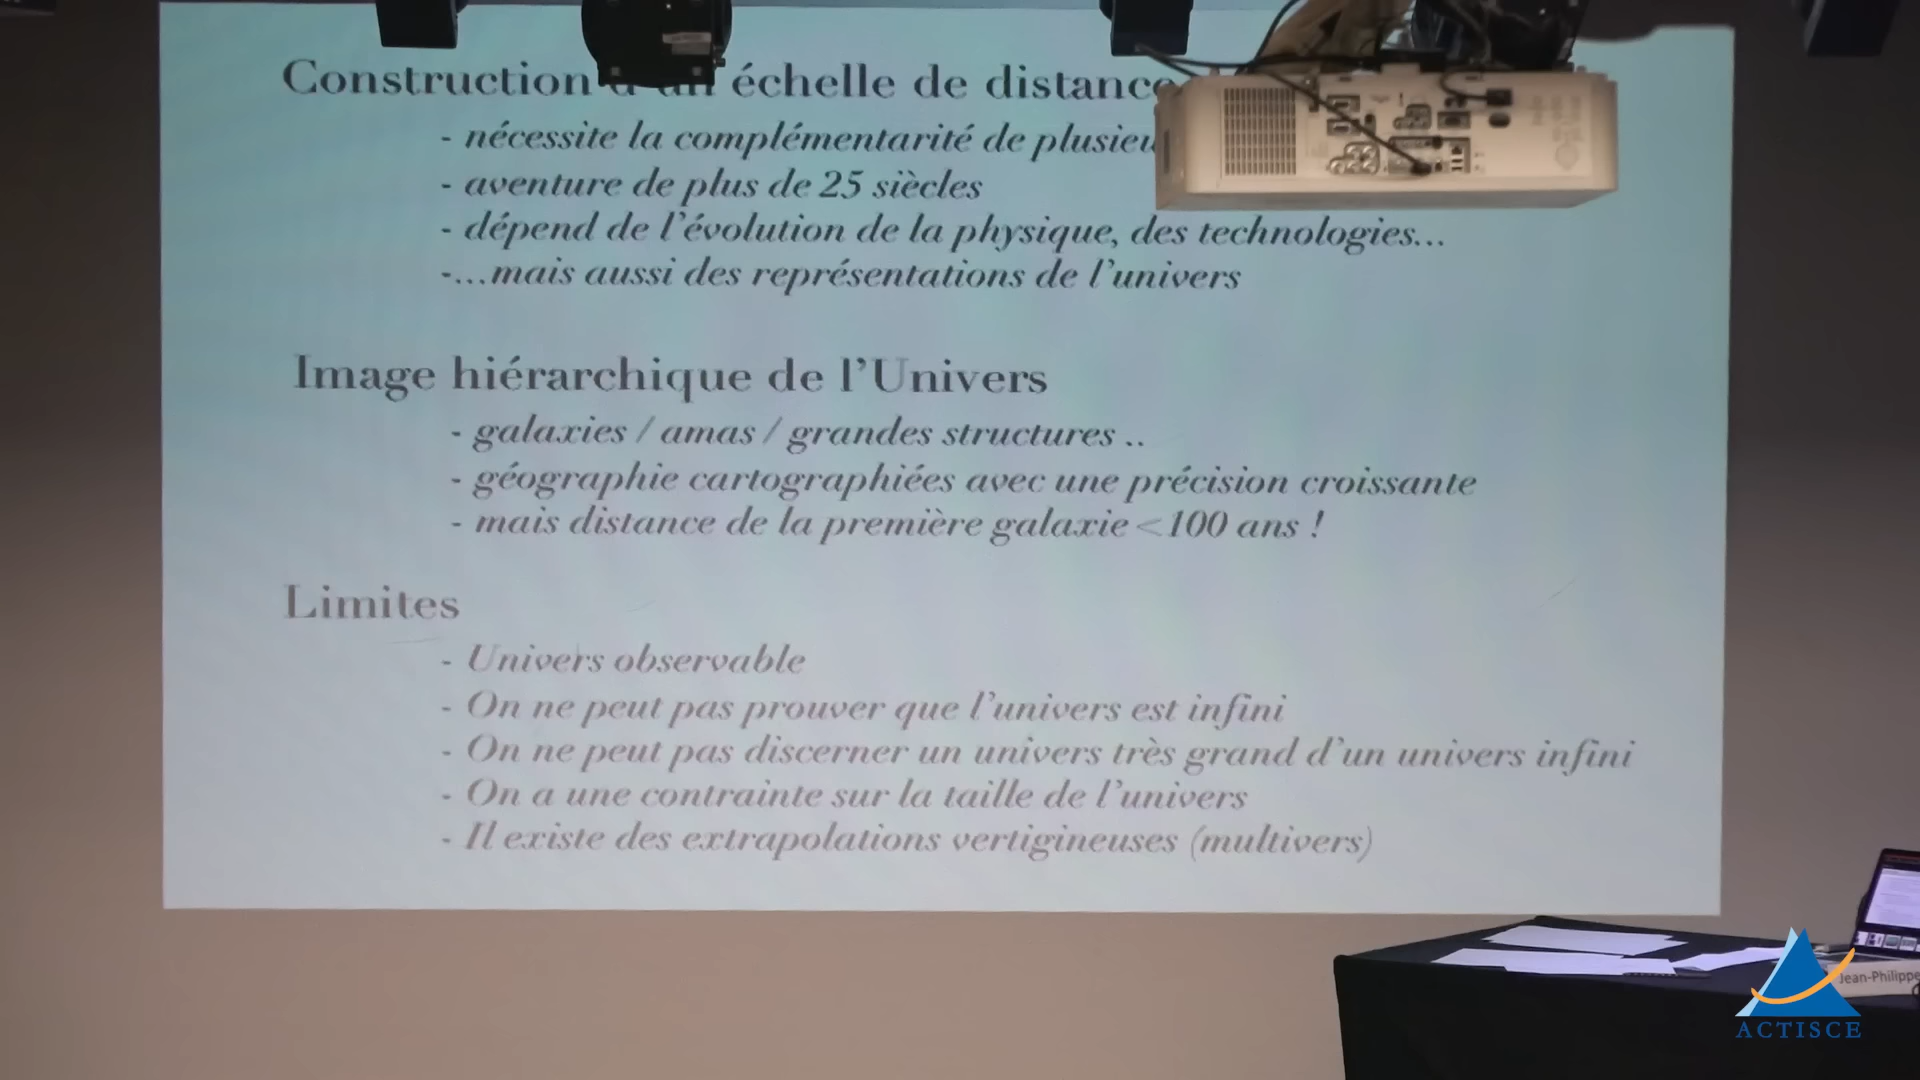 Construction d'un échelle de distance
- nécessite la complémentarité de
- aventure de plus de 25 siècles
- dépend de l'évolution de la physique, des technologies...
-...mais aussi des représentations de l'univers
Image hiérarchique de l'Univers
- galaxies / amas / grandes structures ..
- géographie cartographiées avec une précision croissante
- mais distance de la première galaxie <100 ans !
Limites
- Univers observable
- On ne peut pas prouver que l'univers est infini
- On ne peut pas discerner un univers très grand d'un univers infini
- On a une contrainte sur la taille de l'univers
- Il existe des extrapolations vertigineuses (multivers)
Jean-Philippe
ACTISCE